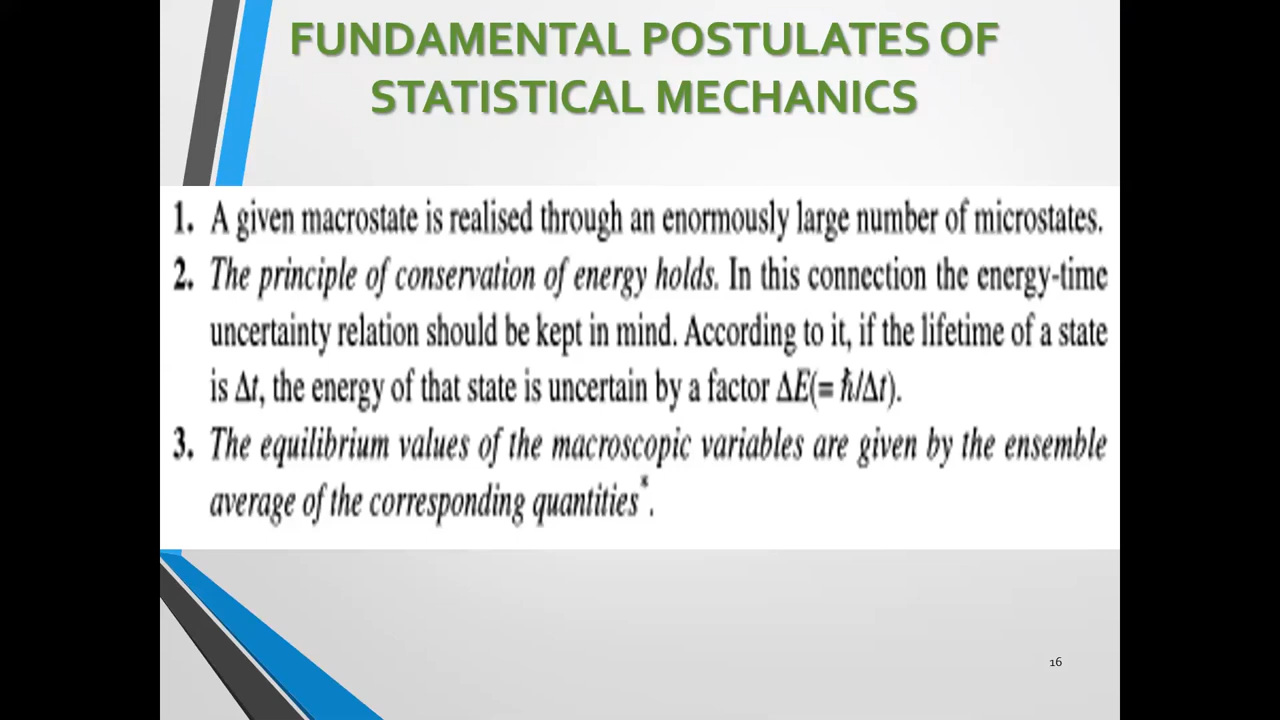 FUNDAMENTAL POSTULATES OF
STATISTICAL MECHANICS
1. A given macrostate is realised through an enormously large number of microstates.
2. The principle of conservation of energy holds. In this connection the energy-time
uncertainty relation should be kept in mind. According to it, if the lifetime of a state
is Δt, the energy of that state is uncertain by a factor ΔE(= ℏ/Δt).
3. The equilibrium values of the macroscopic variables are given by the ensemble
average of the corresponding quantities*.
16